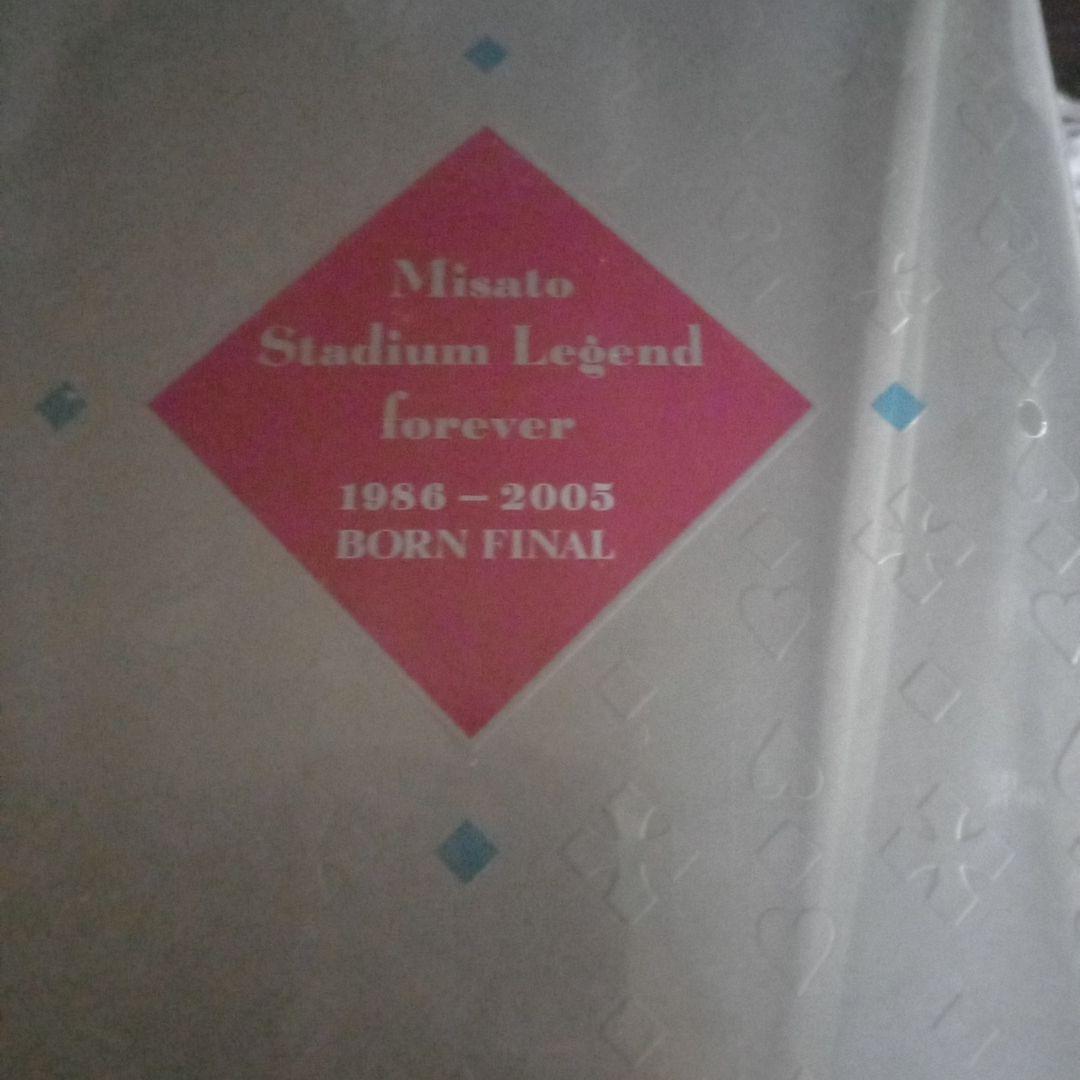 Misato
Stadium Legend
forever
1986 – 2005
BORN FINAL